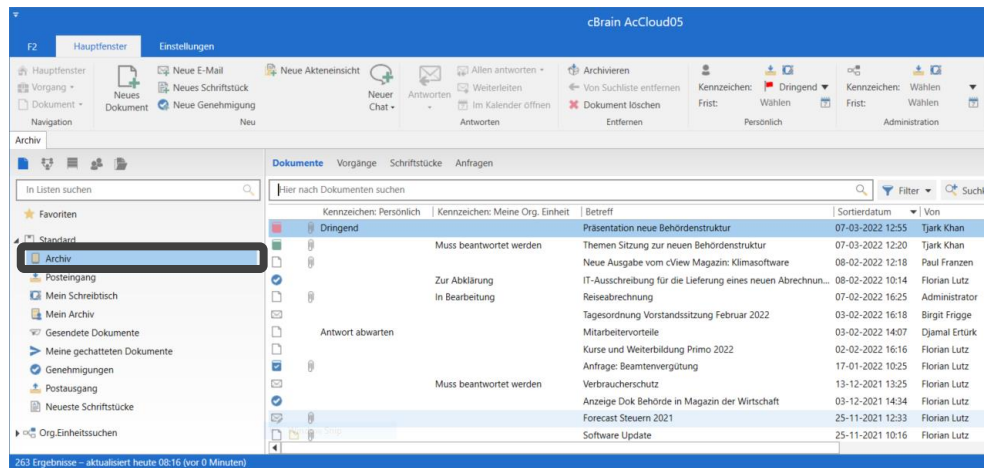 cBrain AcCloud05
F2 Hauptfenster Einstellungen
Hauptfenster
Vorgang
Dokument
Navigation
Neues Dokument
Neue E-Mail
Neues Schriftstück
Neue Genehmigung
Neue Akteneinsicht
Neuer Chat
Neu
Antworten
Allen antworten
Weiterleiten
Im Kalender öffnen
Antworten
Archivieren
Von Suchliste entfernen
Dokument löschen
Entfernen
Kennzeichen: Dringend
Frist: Wählen
Persönlich
Kennzeichen: Wählen
Frist: Wählen
Administration
Archiv
In Listen suchen
Favoriten
Standard
Archiv
Posteingang
Mein Schreibtisch
Mein Archiv
Gesendete Dokumente
Meine gechatteten Dokumente
Genehmigungen
Postausgang
Neueste Schriftstücke
Org.Einheitssuchen
Dokumente Vorgänge Schriftstücke Anfragen
Hier nach Dokumenten suchen Filter Suchk
Kennzeichen: Persönlich Kennzeichen: Meine Org. Einheit Betreff Sortierdatum Von
Dringend Präsentation neue Behördenstruktur 07-03-2022 12:55 Tjark Khan
Muss beantwortet werden Themen Sitzung zur neuen Behördenstruktur 07-03-2022 12:20 Tjark Khan
Neue Ausgabe vom cView Magazin: Klimasoftware 08-02-2022 12:18 Paul Franzen
Zur Abklärung IT-Ausschreibung für die Lieferung eines neuen Abrechnun... 08-02-2022 10:14 Florian Lutz
In Bearbeitung Reiseabrechnung 07-02-2022 16:25 Administrator
Tagesordnung Vorstandssitzung Februar 2022 03-02-2022 16:18 Birgit Frigge
Antwort abwarten Mitarbeitervorteile 03-02-2022 14:07 Djamal Ertürk
Kurse und Weiterbildung Primo 2022 02-02-2022 16:16 Florian Lutz
Anfrage: Beamtenvergütung 17-01-2022 10:25 Florian Lutz
Muss beantwortet werden Verbraucherschutz 13-12-2021 13:25 Florian Lutz
Anzeige Dok Behörde in Magazin der Wirtschaft 03-12-2021 14:34 Florian Lutz
Forecast Steuern 2021 25-11-2021 12:33 Florian Lutz
Software Update 25-11-2021 10:16 Florian Lutz
263 Ergebnisse – aktualisiert heute 08:16 (vor 0 Minuten)